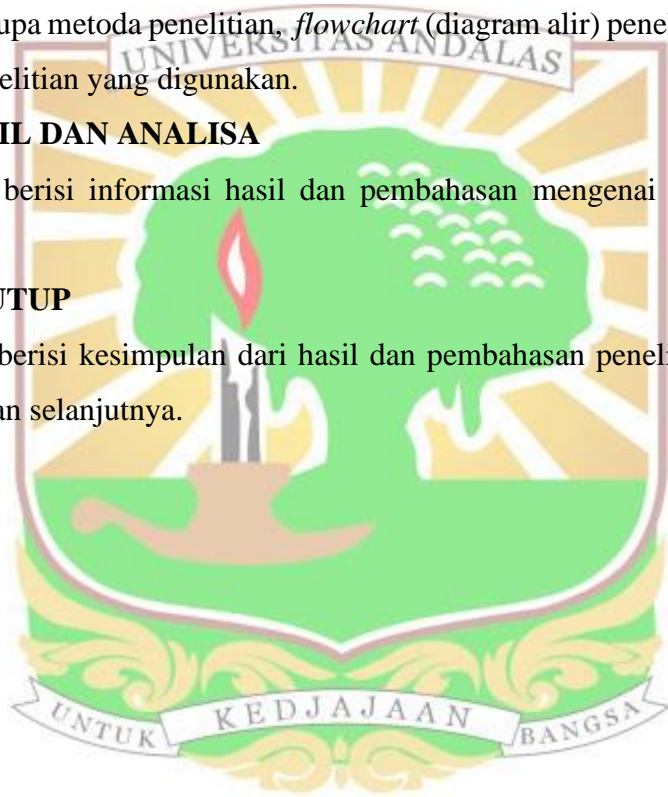 upa metoda penelitian, flowchart (diagram alir) pene
UNIVERSITAS ANDALAS
elitian yang digunakan.
IL DAN ANALISA
berisi informasi hasil dan pembahasan mengenai
UTUP
berisi kesimpulan dari hasil dan pembahasan peneli
an selanjutnya.
UNTUK KEDJAJAAN BANGSA